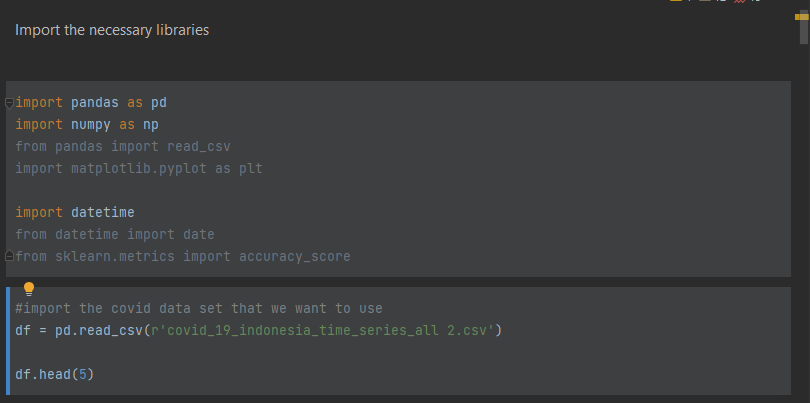 Import the necessary libraries
import pandas as pd
import numpy as np
from pandas import read_csv
import matplotlib.pyplot as plt
import datetime
from datetime import date
from sklearn.metrics import accuracy_score
#import the covid data set that we want to use
df = pd.read_csv(r'covid_19_indonesia_time_series_all 2.csv')
df.head(5)